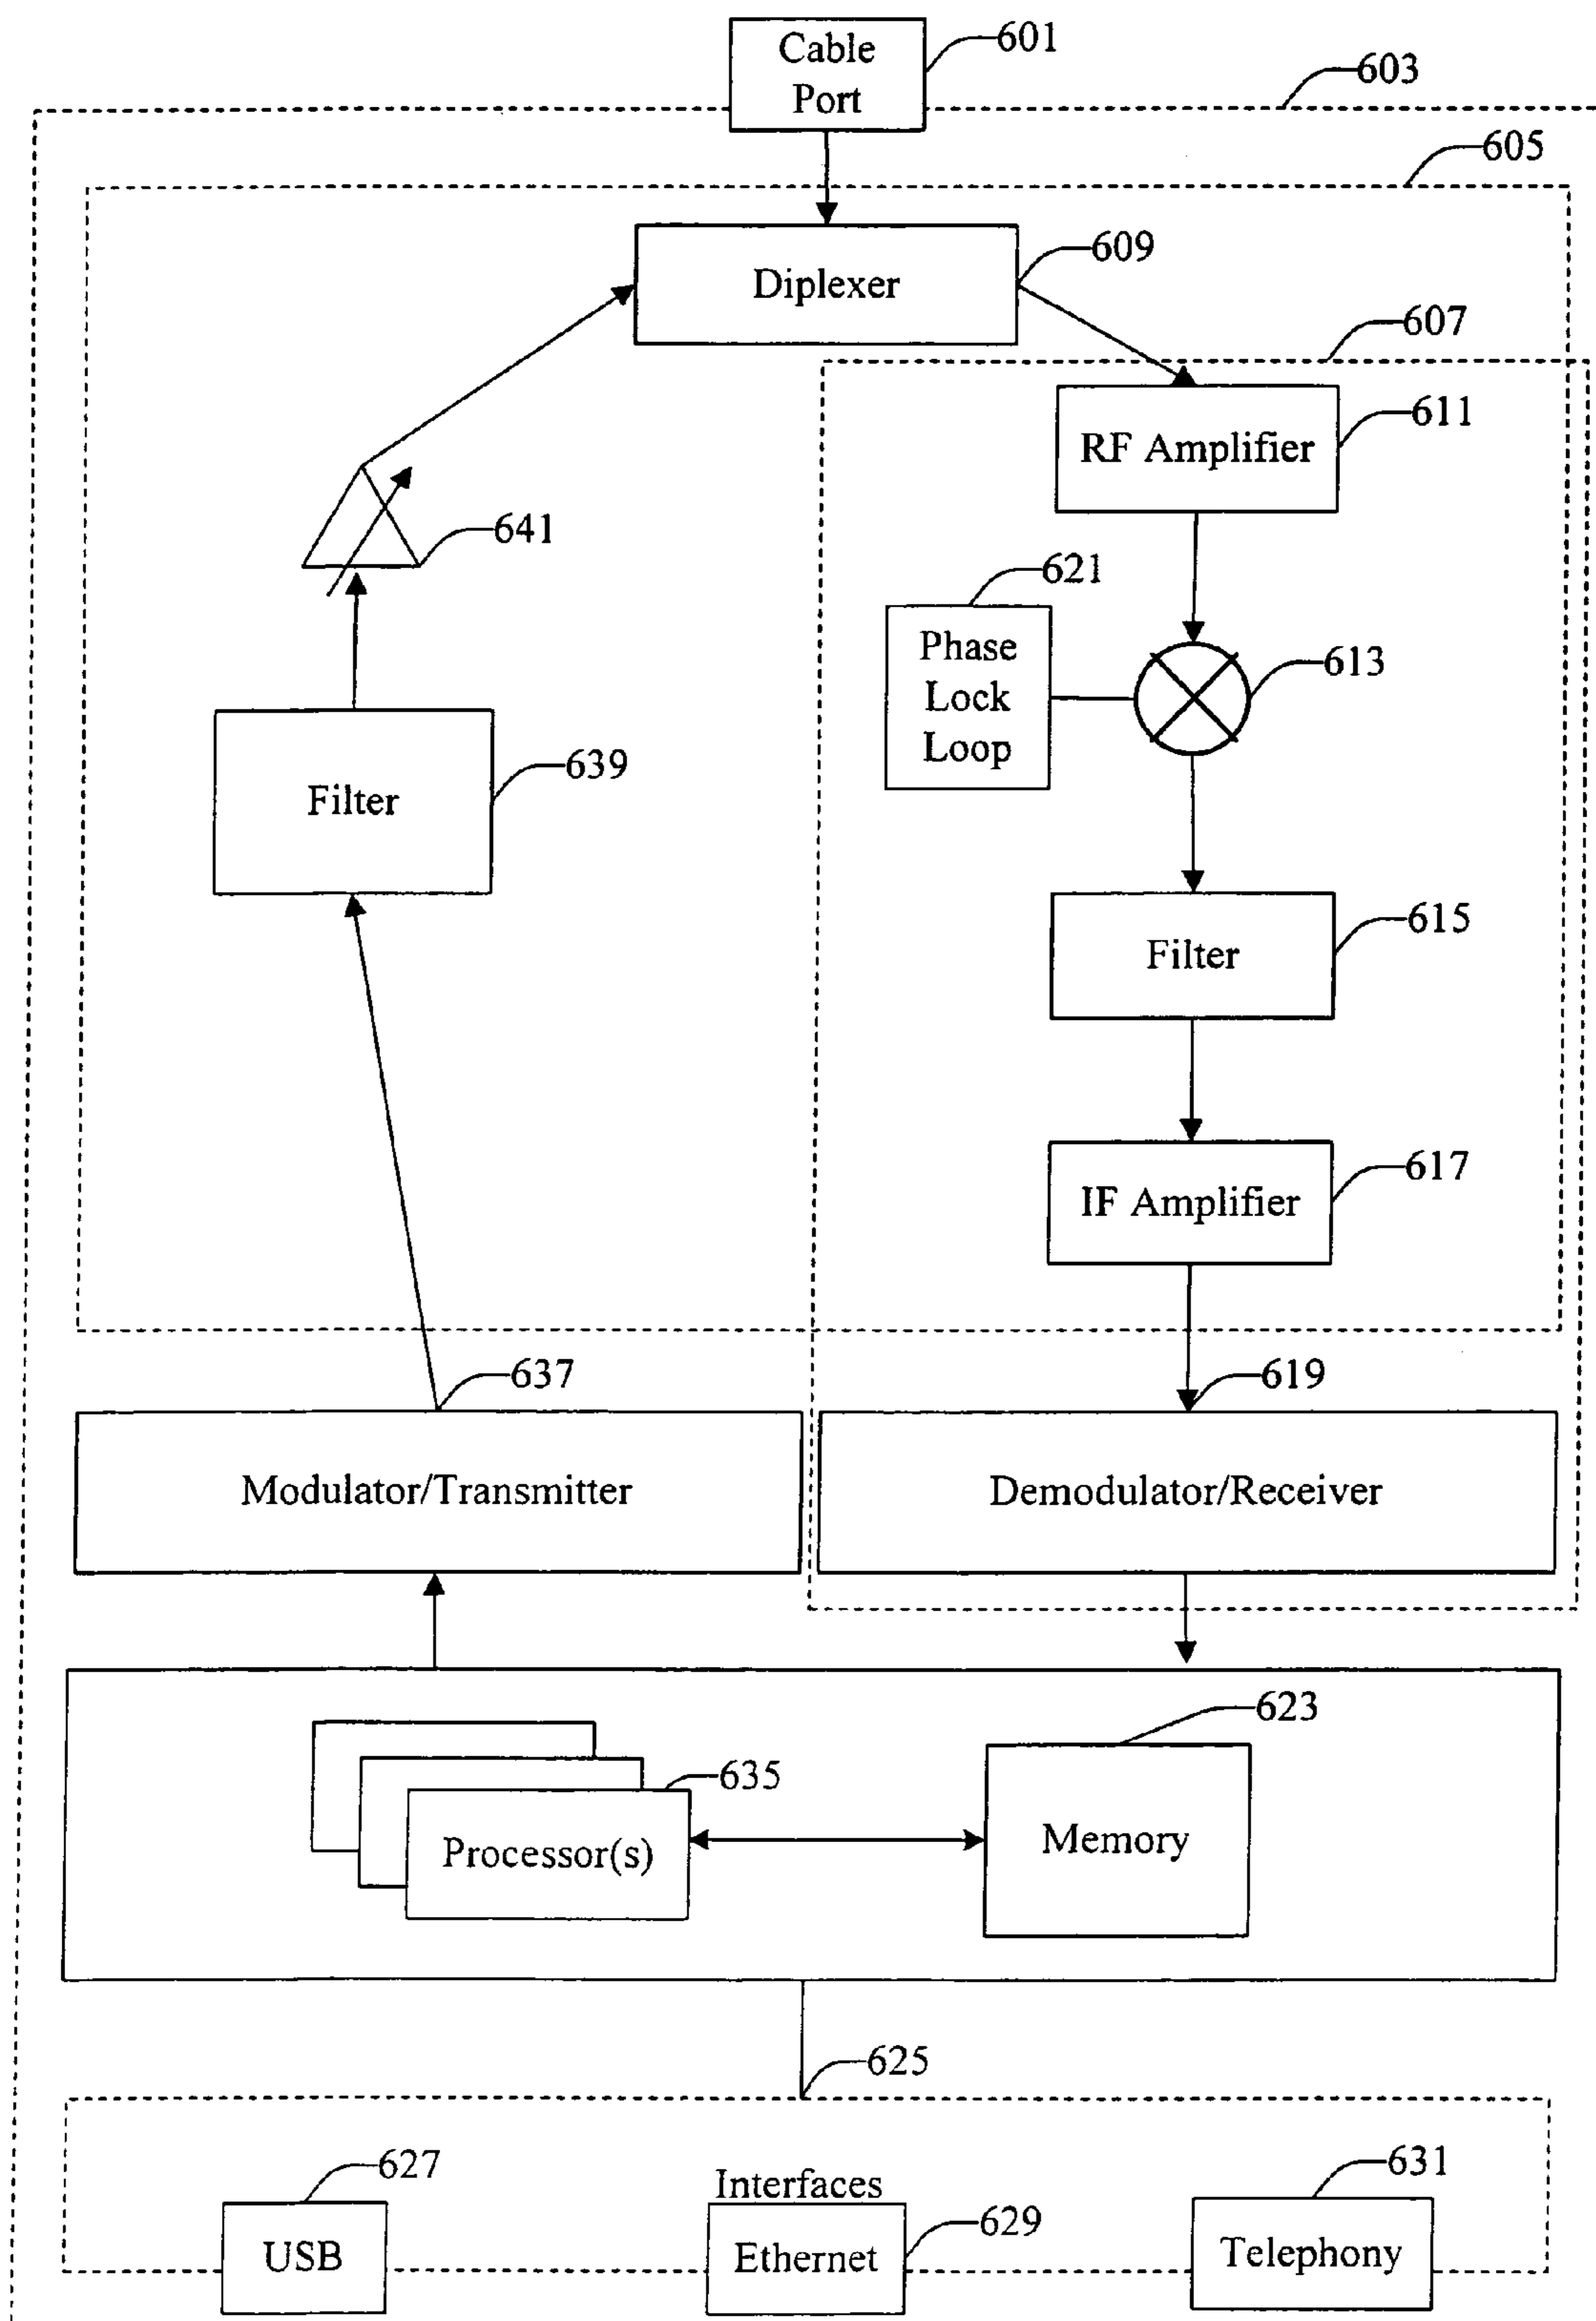 Cable
Port
601
603
605
Diplexer
609
607
RF Amplifier
611
641
621
Phase
Lock
Loop
613
Filter
639
Filter
615
IF Amplifier
617
637
619
Modulator/Transmitter
Demodulator/Receiver
623
635
Processor(s)
Memory
625
627
Interfaces
631
629
USB
Ethernet
Telephony